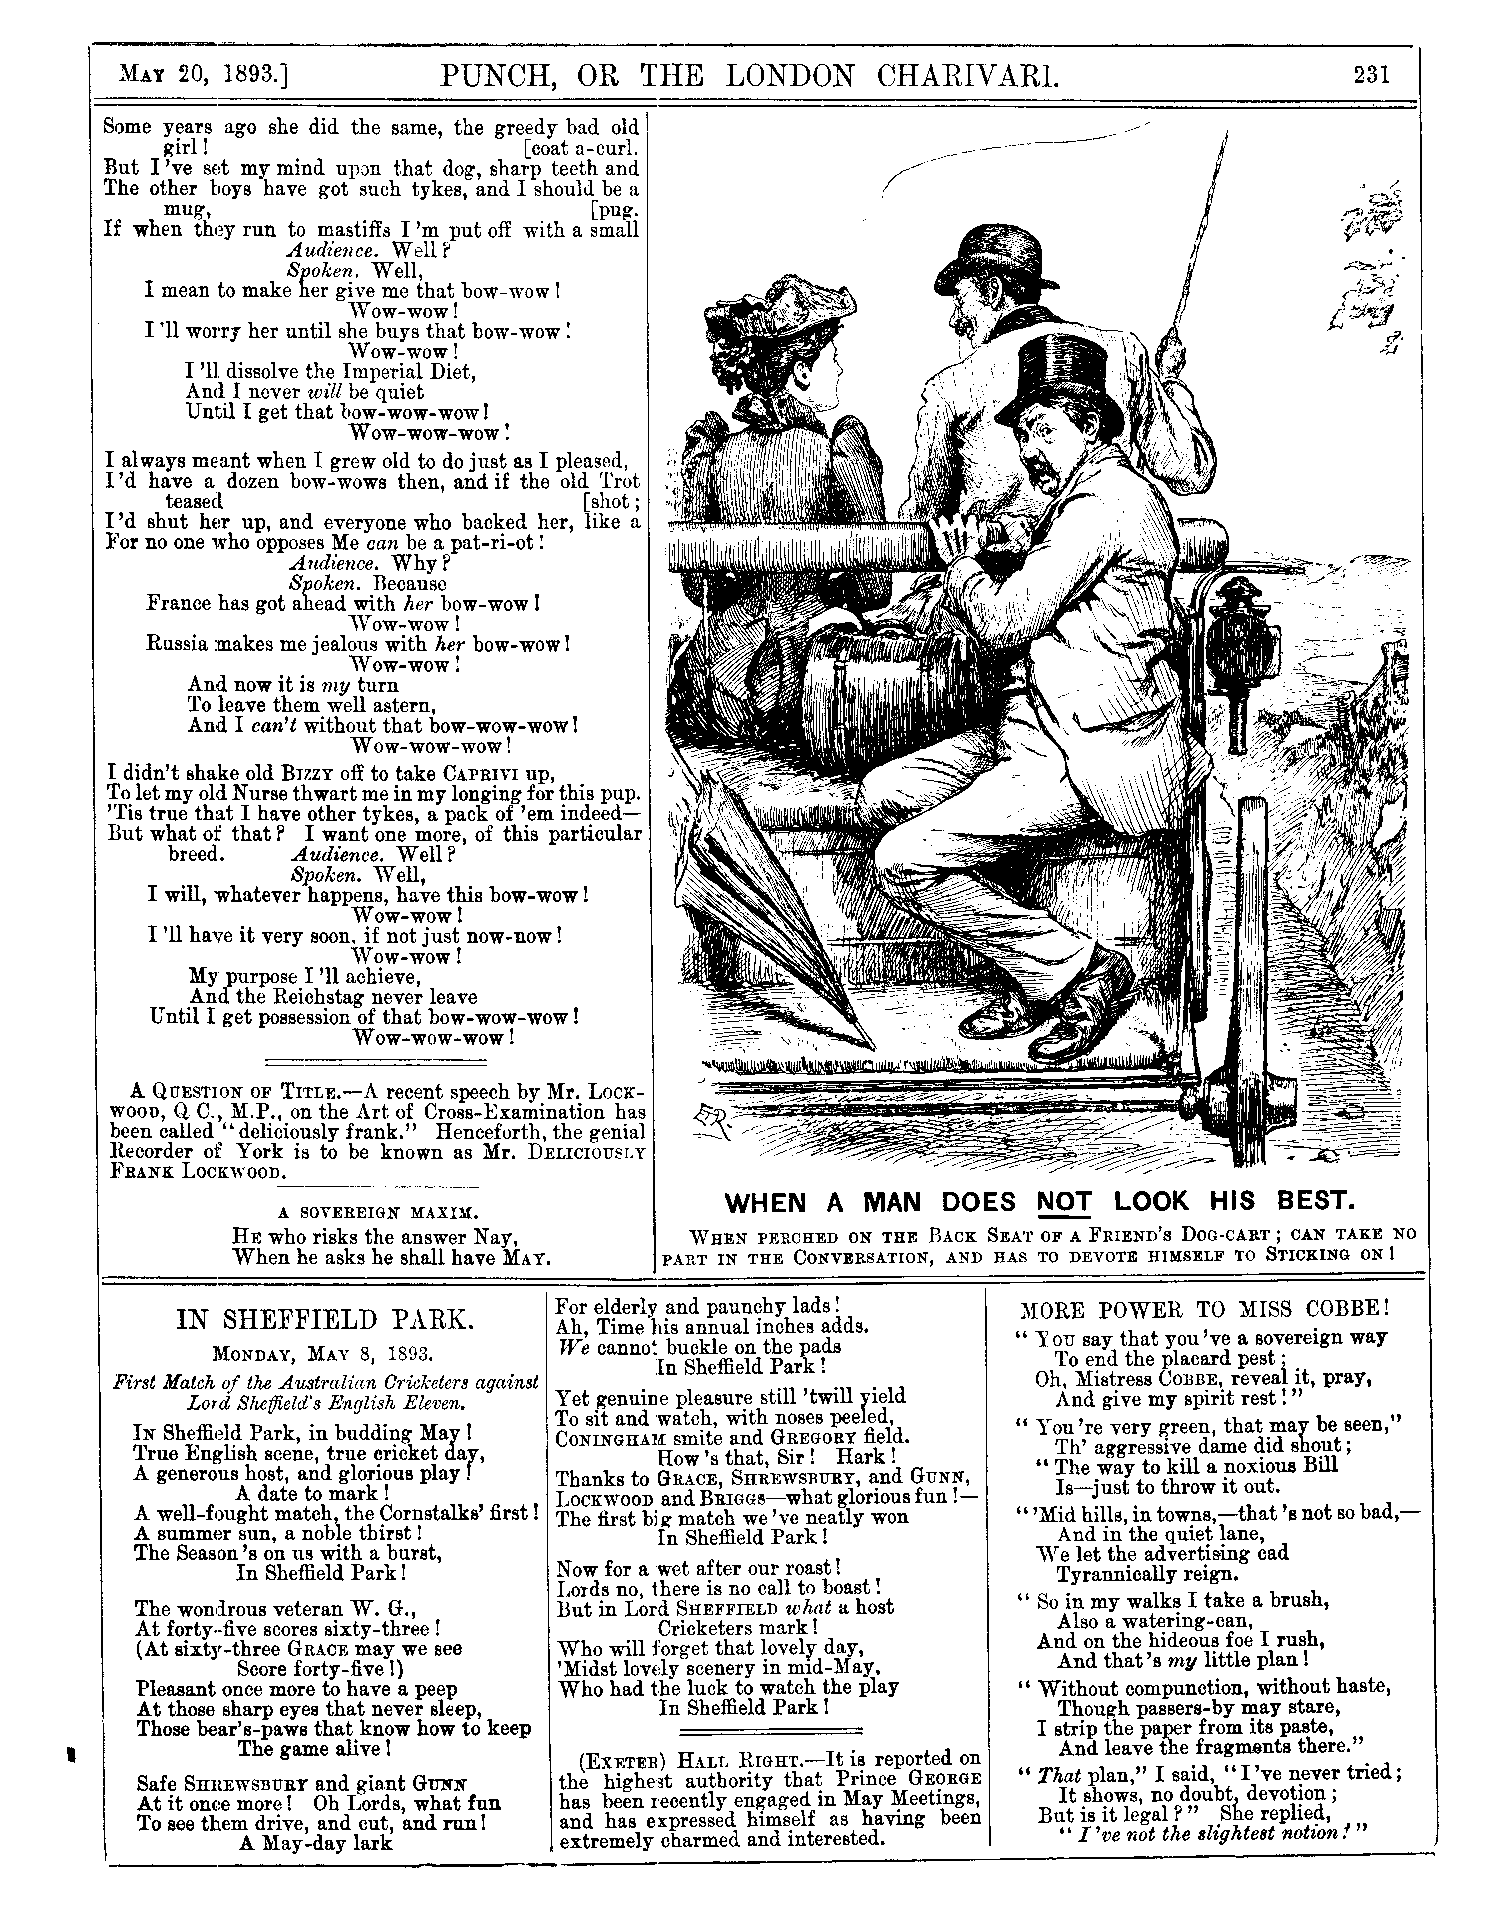 MAY 20, 1893.]
PUNCH, OR THE LONDON CHARIVARI.
231
Some years ago she did the same, the greedy bad old
girl! [coat a-curl.
But I've set my mind upon that dog, sharp teeth and
The other boys have got such tykes, and I should be a
mug, [pug.
If when they run to mastiffs I'm put off with a small
Audience. Well?
Spoken. Well,
I mean to make her give me that bow-wow!
Wow-wow!
I'll worry her until she buys that bow-wow!
Wow-wow!
I'll dissolve the Imperial Diet,
And I never will be quiet
Until I get that bow-wow-wow!
Wow-wow-wow!
I always meant when I grew old to do just as I pleased,
I'd have a dozen bow-wows then, and if the old Trot
teased [shot;
I'd shut her up, and everyone who backed her, like a
For no one who opposes Me can be a pat-ri-ot!
Audience. Why?
Spoken. Because
France has got ahead with her bow-wow!
Wow-wow!
Russia makes me jealous with her bow-wow!
Wow-wow!
And now it is my turn
To leave them well astern,
And I can't without that bow-wow-wow!
Wow-wow-wow!
I didn't shake old BIZZY off to take CAPRIVI up,
To let my old Nurse thwart me in my longing for this pup.
'Tis true that I have other tykes, a pack of 'em indeed—
But what of that? I want one more, of this particular
breed. Audience. Well?
Spoken. Well,
I will, whatever happens, have this bow-wow!
Wow-wow!
I'll have it very soon, if not just now-now!
Wow-wow!
My purpose I'll achieve,
And the Reichstag never leave
Until I get possession of that bow-wow-wow!
Wow-wow-wow!
A QUESTION OF TITLE.—A recent speech by Mr. LOCK-
WOOD, Q C., M.P., on the Art of Cross-Examination has
been called "deliciously frank." Henceforth, the genial
Recorder of York is to be known as Mr. DELICIOUSLY
FRANK LOCKWOOD.
A SOVEREIGN MAXIM.
HE who risks the answer Nay,
When he asks he shall have MAY.
ER.
WHEN A MAN DOES NOT LOOK HIS BEST.
WHEN PERCHED ON THE BACK SEAT OF A FRIEND'S DOG-CART; CAN TAKE NO
PART IN THE CONVERSATION, AND HAS TO DEVOTE HIMSELF TO STICKING ON!
IN SHEFFIELD PARK.
MONDAY, MAY 8, 1893.
First Match of the Australian Cricketers against
Lord Sheffield's English Eleven.
IN Sheffield Park, in budding May!
True English scene, true cricket day,
A generous host, and glorious play!
A date to mark!
A well-fought match, the Cornstalks' first!
A summer sun, a noble thirst!
The Season's on us with a burst,
In Sheffield Park!
The wondrous veteran W. G.,
At forty-five scores sixty-three!
(At sixty-three GRACE may we see
Score forty-five!)
Pleasant once more to have a peep
At those sharp eyes that never sleep,
Those bear's-paws that know how to keep
The game alive!
Safe SHREWSBURY and giant GUNN
At it once more! Oh Lords, what fun
To see them drive, and cut, and run!
A May-day lark
For elderly and paunchy lads!
Ah, Time his annual inches adds.
We cannot buckle on the pads
In Sheffield Park!
Yet genuine pleasure still 'twill yield
To sit and watch, with noses peeled,
CONINGHAM smite and GREGORY field.
How's that, Sir! Hark!
Thanks to GRACE, SHREWSBURY, and GUNN,
LOCKWOOD and BRIGGS—what glorious fun!—
The first big match we've neatly won
In Sheffield Park!
Now for a wet after our roast!
Lords no, there is no call to boast!
But in Lord SHEFFIELD what a host
Cricketers mark!
Who will forget that lovely day,
'Midst lovely scenery in mid-May,
Who had the luck to watch the play
In Sheffield Park!
(EXETER) HALL RIGHT.—It is reported on
the highest authority that Prince GEORGE
has been recently engaged in May Meetings,
and has expressed himself as having been
extremely charmed and interested.
MORE POWER TO MISS COBBE!
"YOU say that you've a sovereign way
To end the placard pest;
Oh, Mistress COBBE, reveal it, pray,
And give my spirit rest!"
"You're very green, that may be seen,"
Th' aggressive dame did shout;
"The way to kill a noxious Bill
Is—just to throw it out.
"'Mid hills, in towns,—that's not so bad,—
And in the quiet lane,
We let the advertising cad
Tyrannically reign.
"So in my walks I take a brush,
Also a watering-can,
And on the hideous foe I rush,
And that's my little plan!
"Without compunction, without haste,
Though passers-by may stare,
I strip the paper from its paste,
And leave the fragments there."
"That plan," I said, "I've never tried;
It shows, no doubt, devotion;
But is it legal?" She replied,
"I've not the slightest notion!"